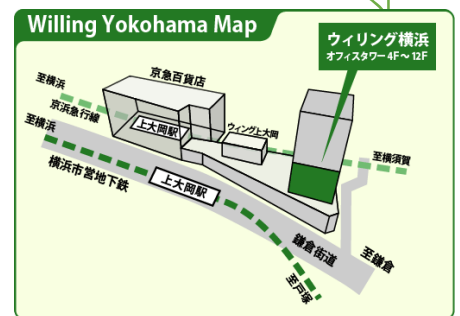 Willing Yokohama Map
ウィリング横浜
オフィスタワー4F～12F
京急百貨店
至横浜
京浜急行線
上大岡駅
ウィング上大岡
至横須賀
至横浜
横浜市営地下鉄
上大岡駅
鎌倉街道
至鎌倉
至戸塚